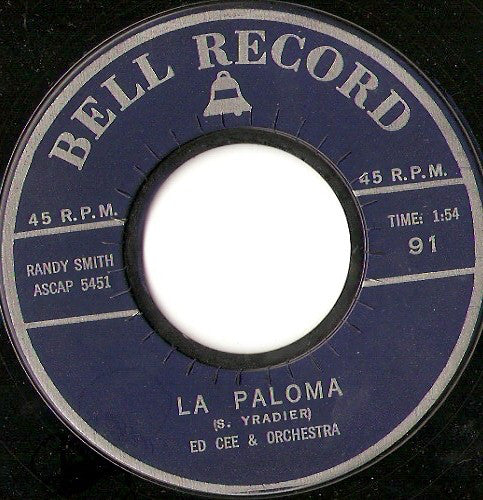 BELL RECORD
45 R.P.M.
45 R.P.M.
RANDY SMITH
ASCAP 5451
TIME: 1:54
91
LA PALOMA
(S. YRADIER)
ED CEE & ORCHESTRA